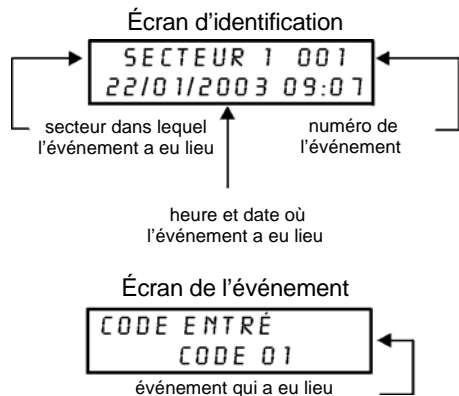 Écran d'identification
SECTEUR 1 001
22/01/2003 09:07
secteur dans lequel
l'événement a eu lieu
numéro de
l'événement
heure et date où
l'événement a eu lieu
Écran de l'événement
CODE ENTRÉ
CODE 01
événement qui a eu lieu